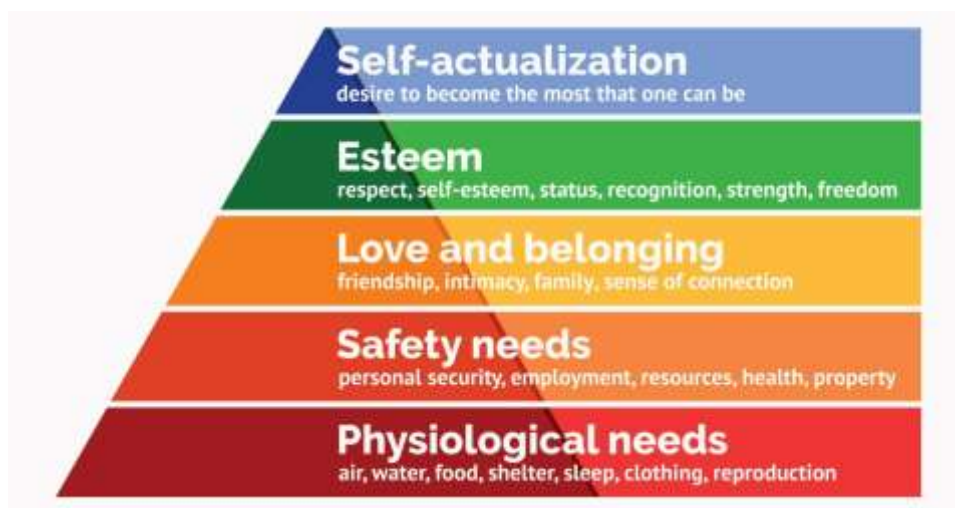 Self-actualization
desire to become the most that one can be
Esteem
respect, self-esteem, status, recognition, strength, freedom
Love and belonging
friendship, intimacy, family, sense of connection
Safety needs
personal security, employment, resources, health, property
Physiological needs
air, water, food, shelter, sleep, clothing, reproduction